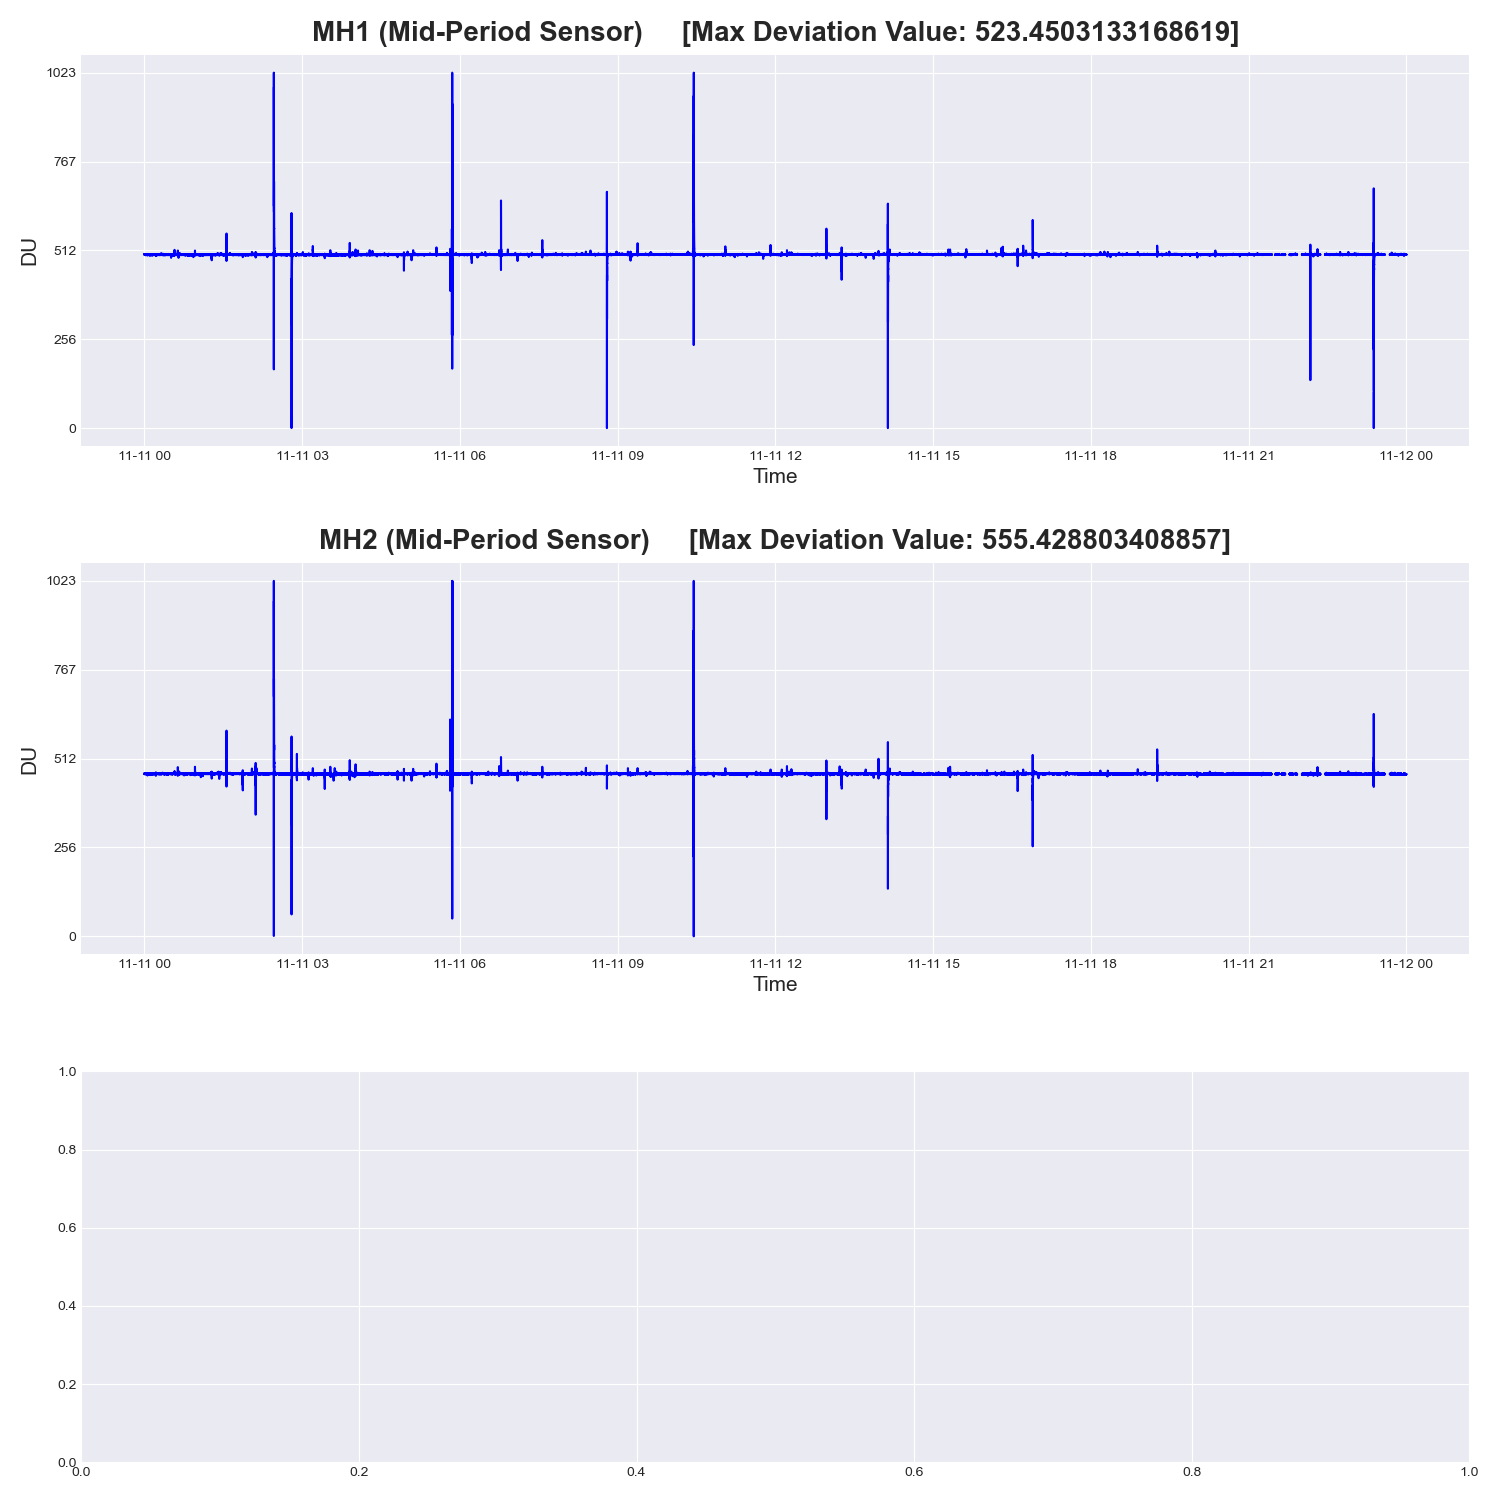 MH1 (Mid-Period Sensor) [Max Deviation Value: 523.4503133168619]
1023
767
512
256
0
DU
11-11 00 11-11 03 11-11 06 11-11 09 11-11 12 11-11 15 11-11 18 11-11 21 11-12 00
Time
MH2 (Mid-Period Sensor) [Max Deviation Value: 555.428803408857]
1023
767
512
256
0
DU
11-11 00 11-11 03 11-11 06 11-11 09 11-11 12 11-11 15 11-11 18 11-11 21 11-12 00
Time
1.0
0.8
0.6
0.4
0.2
0.0
0.0 0.2 0.4 0.6 0.8 1.0